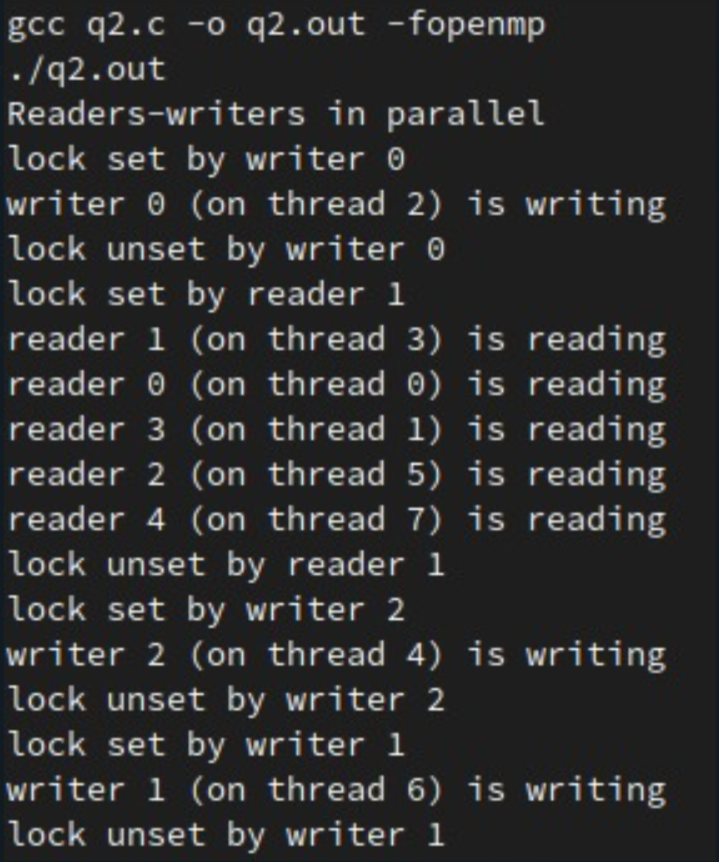 gcc q2.c -o q2.out -fopenmp
./q2.out
Readers-writers in parallel
lock set by writer 0
writer 0 (on thread 2) is writing
lock unset by writer 0
lock set by reader 1
reader 1 (on thread 3) is reading
reader 0 (on thread 0) is reading
reader 3 (on thread 1) is reading
reader 2 (on thread 5) is reading
reader 4 (on thread 7) is reading
lock unset by reader 1
lock set by writer 2
writer 2 (on thread 4) is writing
lock unset by writer 2
lock set by writer 1
writer 1 (on thread 6) is writing
lock unset by writer 1